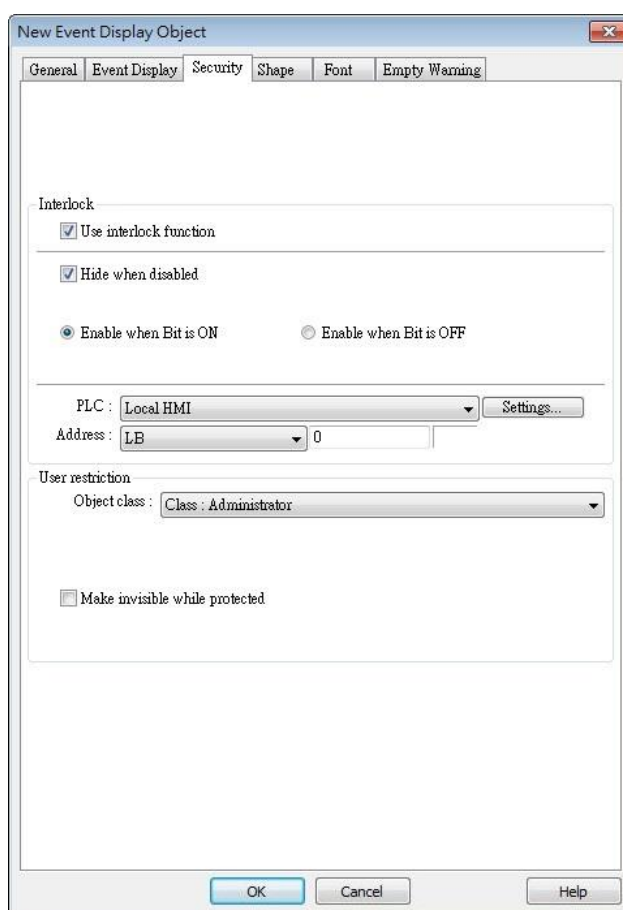 New Event Display Object
General Event Display Security Shape Font Empty Warning
Interlock
Use interlock function
Hide when disabled
Enable when Bit is ON Enable when Bit is OFF
PLC : Local HMI Settings...
Address : LB 0
User restriction
Object class : Class : Administrator
Make invisible while protected
OK Cancel Help